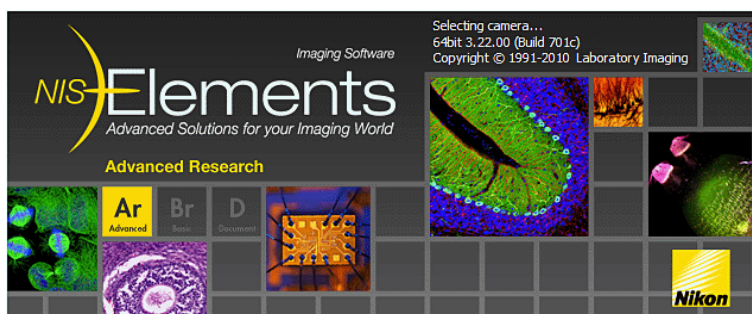 Selecting camera...
64bit 3.22.00 (Build 701c)
Copyright © 1991-2010 Laboratory Imaging
Imaging Software
NIS Elements
Advanced Solutions for your Imaging World
Advanced Research
Ar
Advanced
Br
Basic
D
Document
Nikon